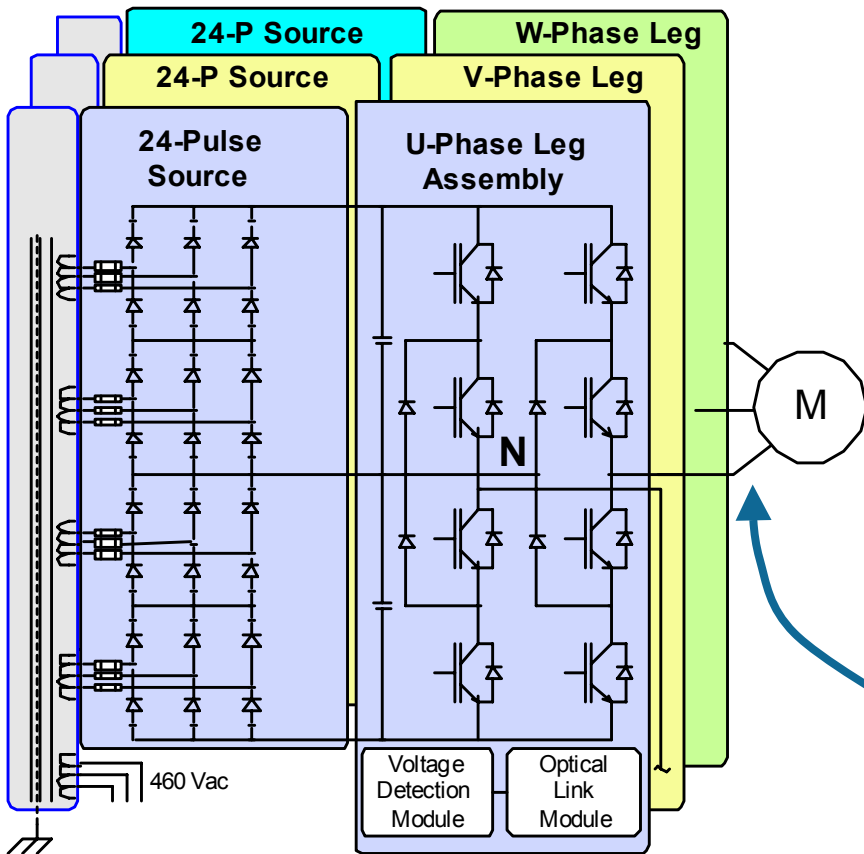 24-P Source
W-Phase Leg
24-P Source
V-Phase Leg
24-Pulse
Source
U-Phase Leg
Assembly
N
M
460 Vac
Voltage
Detection
Module
Optical
Link
Module